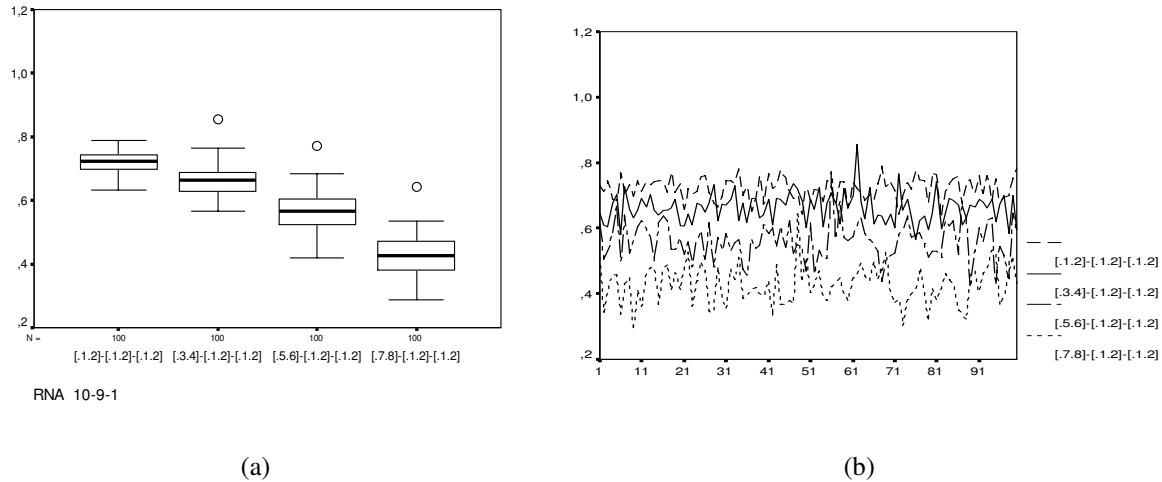 1,2
1,0
,8
,6
,4
,2
N = 100 100 100 100
[.1.2]-[.1.2]-[.1.2] [.3.4]-[.1.2]-[.1.2] [.5.6]-[.1.2]-[.1.2] [.7.8]-[.1.2]-[.1.2]
RNA 10-9-1
(a)
1,2
1,0
,8
,6
,4
,2
1 11 21 31 41 51 61 71 81 91
[.1.2]-[.1.2]-[.1.2]
[.3.4]-[.1.2]-[.1.2]
[.5.6]-[.1.2]-[.1.2]
[.7.8]-[.1.2]-[.1.2]
(b)